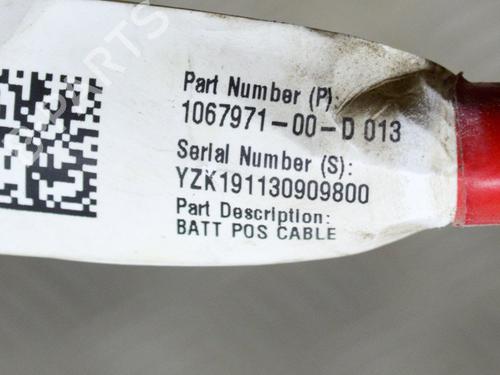 Part Number (P):
1067971-00-D 013
Serial Number (S):
YZK191130909800
Part Description:
BATT POS CABLE